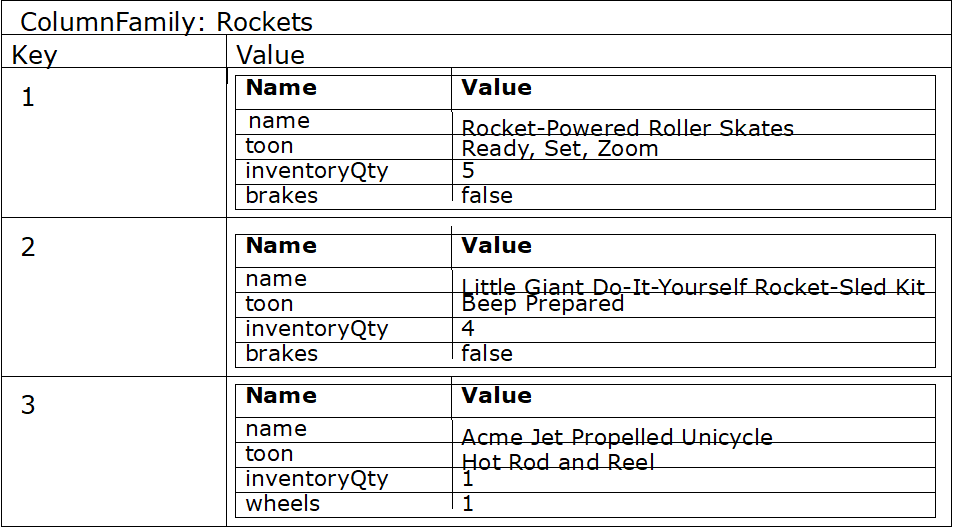 ColumnFamily: Rockets
Key Value
1
Name Value
name Rocket-Powered Roller Skates
toon Ready, Set, Zoom
inventoryQty 5
brakes false
2
Name Value
name Little Giant Do-It-Yourself Rocket-Sled Kit
toon Beep Prepared
inventoryQty 4
brakes false
3
Name Value
name Acme Jet Propelled Unicycle
toon Hot Rod and Reel
inventoryQty 1
wheels 1